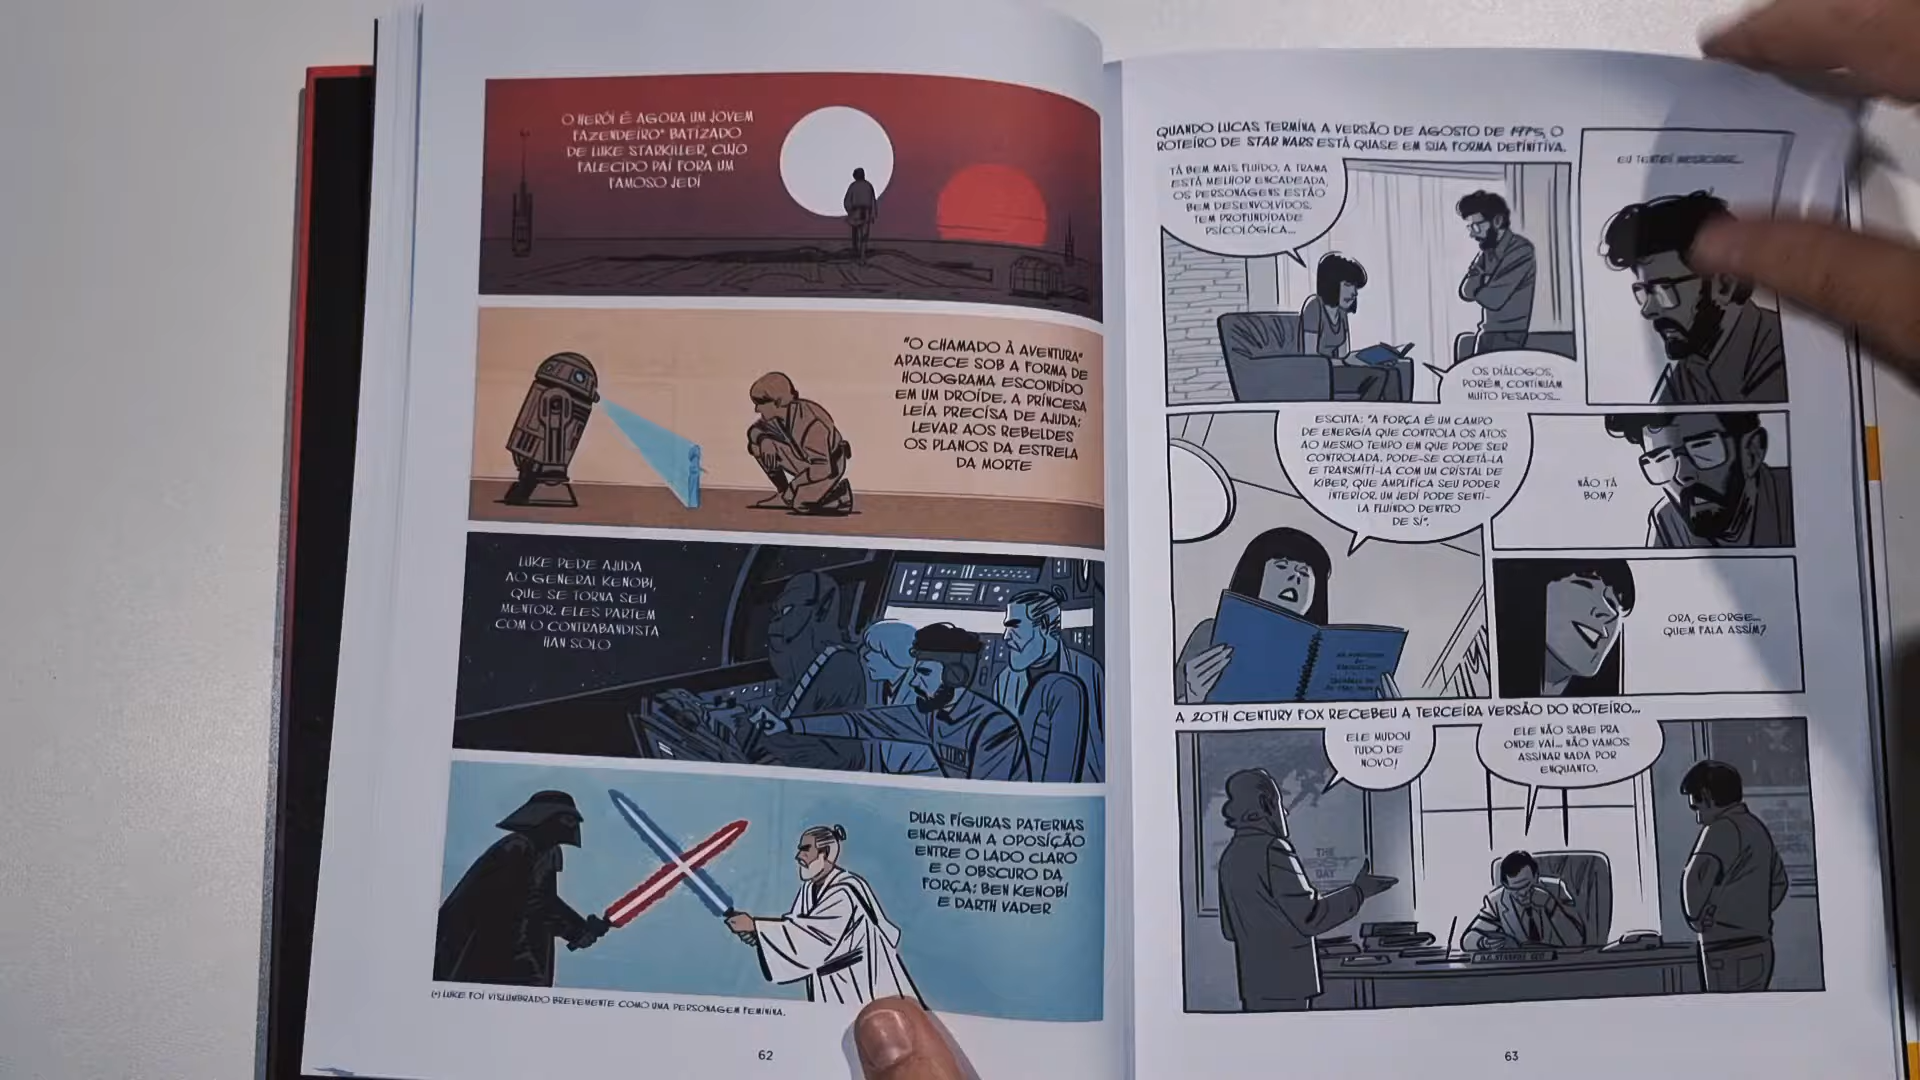 O HERÓI É AGORA UM JOVEM
FAZENDEIRO* BATIZADO
DE LUKE STARKILLER, CUJO
FALECIDO PAI FORA UM
FAMOSO JEDI
"O CHAMADO À AVENTURA"
APARECE SOB A FORMA DE
HOLOGRAMA ESCONDIDO
EM UM DROIDE. A PRINCESA
LEIA PRECISA DE AJUDA:
LEVAR AOS REBELDES
OS PLANOS DA ESTRELA
DA MORTE
LUKE PEDE AJUDA
AO GENERAL KENOBI,
QUE SE TORNA SEU
MENTOR. ELES PARTEM
COM O CONTRABANDISTA
HAN SOLO
DUAS FIGURAS PATERNAS
ENCARNAM A OPOSIÇÃO
ENTRE O LADO CLARO
E O OBSCURO DA
FORÇA: BEN KENOBI
E DARTH VADER
(*) LUKE FOI VISLUMBRADO BREVEMENTE COMO UMA PERSONAGEM FEMININA.
62
QUANDO LUCAS TERMINA A VERSÃO DE AGOSTO DE 1975, O
ROTEIRO DE STAR WARS ESTÁ QUASE EM SUA FORMA DEFINITIVA.
TÁ BEM MAIS FLUIDO. A TRAMA
ESTÁ MELHOR ENCADEADA,
OS PERSONAGENS ESTÃO
BEM DESENVOLVIDOS,
TEM PROFUNDIDADE
PSICOLÓGICA...
OS DIÁLOGOS,
PORÉM, CONTINUAM
MUITO PESADOS...
EU TENTEI
ESCUTA: "A FORÇA É UM CAMPO
DE ENERGIA QUE CONTROLA OS ATOS
AO MESMO TEMPO EM QUE PODE SER
CONTROLADA. PODE-SE COLETÁ-LA
E TRANSMITI-LA COM UM CRISTAL DE
KIBER, QUE AMPLIFICA SEU PODER
INTERIOR. UM JEDI PODE SENTI-
LA FLUINDO DENTRO
DE SI".
NÃO TÁ
BOM?
ORA, GEORGE...
QUEM FALA ASSIM?
A 20TH CENTURY FOX RECEBEU A TERCEIRA VERSÃO DO ROTEIRO...
ELE MUDOU
TUDO DE
NOVO!
ELE NÃO SABE PRA
ONDE VAI... NÃO VAMOS
ASSINAR NADA POR
ENQUANTO.
THE
DAY
63